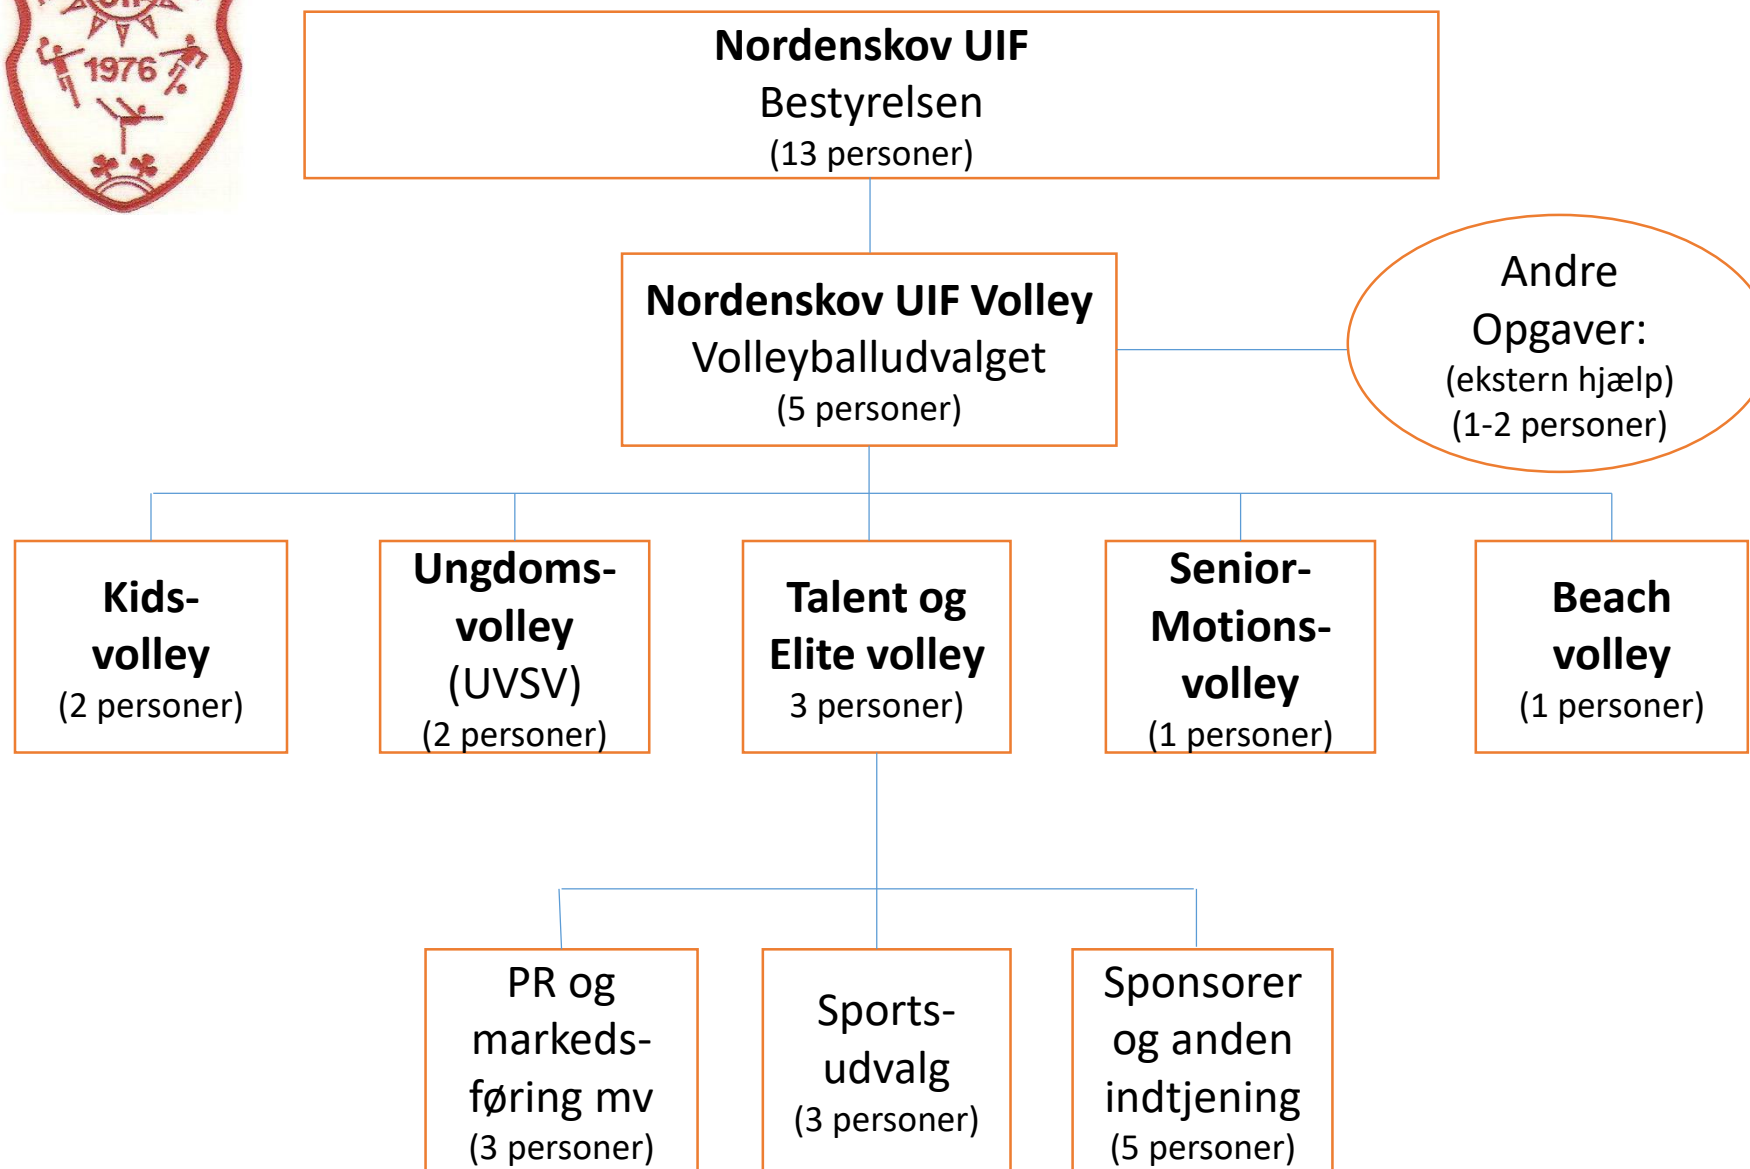 UIF
1976
Nordenskov UIF
Bestyrelsen
(13 personer)
Nordenskov UIF Volley
Volleyballudvalget
(5 personer)
Andre
Opgaver:
(ekstern hjælp)
(1-2 personer)
Kids-
volley
(2 personer)
Ungdoms-
volley
(UVSV)
(2 personer)
Talent og
Elite volley
3 personer)
Senior-
Motions-
volley
(1 personer)
Beach
volley
(1 personer)
PR og
markeds-
føring mv
(3 personer)
Sports-
udvalg
(3 personer)
Sponsorer
og anden
indtjening
(5 personer)